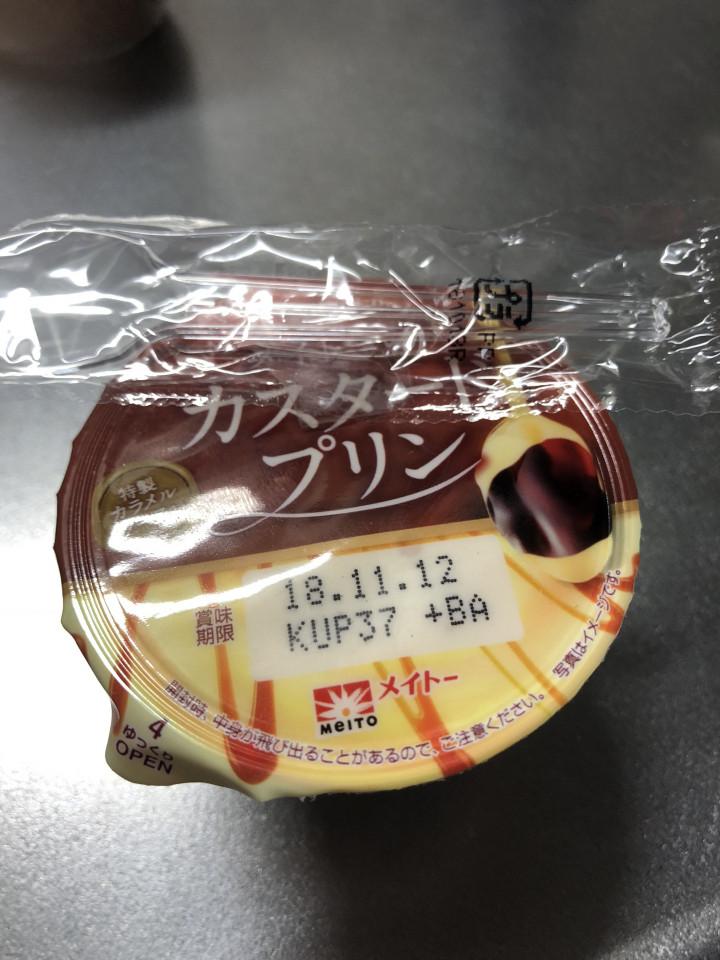 プラ
カスタード
プリン
特製
カラメル
18.11.12
KUP37 +BA
賞味
期限
メイトー
MEITO
開封時、中身が飛び出ることがあるので、ご注意ください。
写真はイメージです。
4
ゆっくり
OPEN